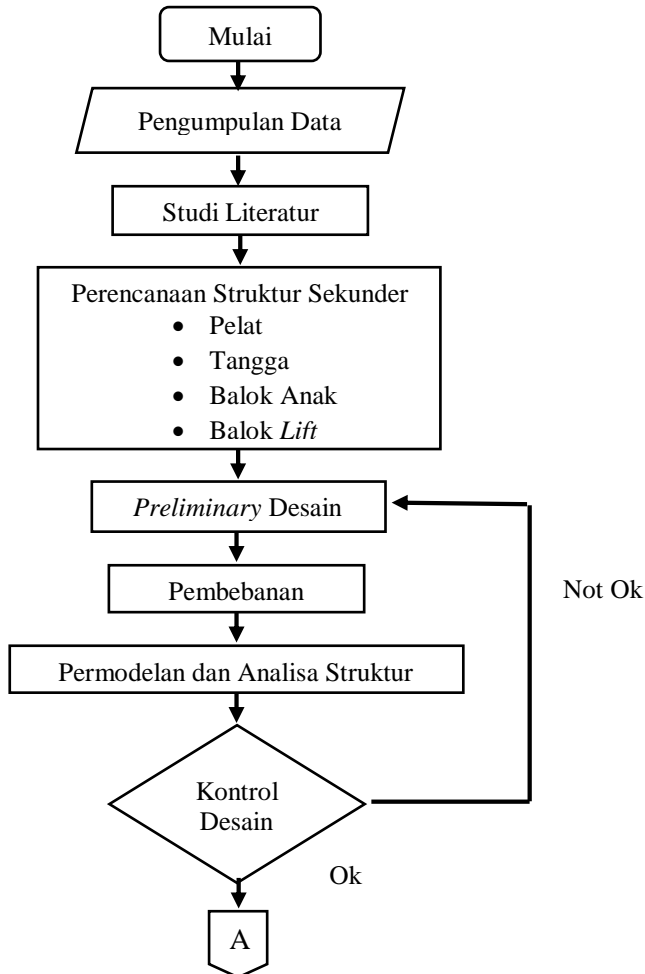 Mulai
Pengumpulan Data
Studi Literatur
Perencanaan Struktur Sekunder
• Pelat
• Tangga
• Balok Anak
• Balok Lift
Preliminary Desain
Pembebanan
Not Ok
Permodelan dan Analisa Struktur
Kontrol
Desain
Ok
A